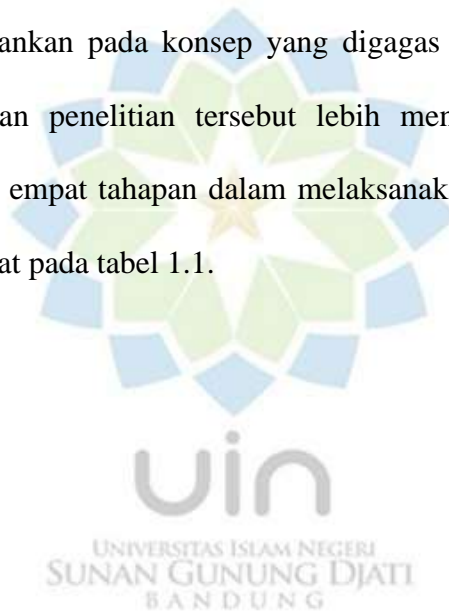 ankan pada konsep yang digagas
an penelitian tersebut lebih men
empat tahapan dalam melaksanak
at pada tabel 1.1.
uin
UNIVERSITAS ISLAM NEGERI
SUNAN GUNUNG DJATI
BANDUNG